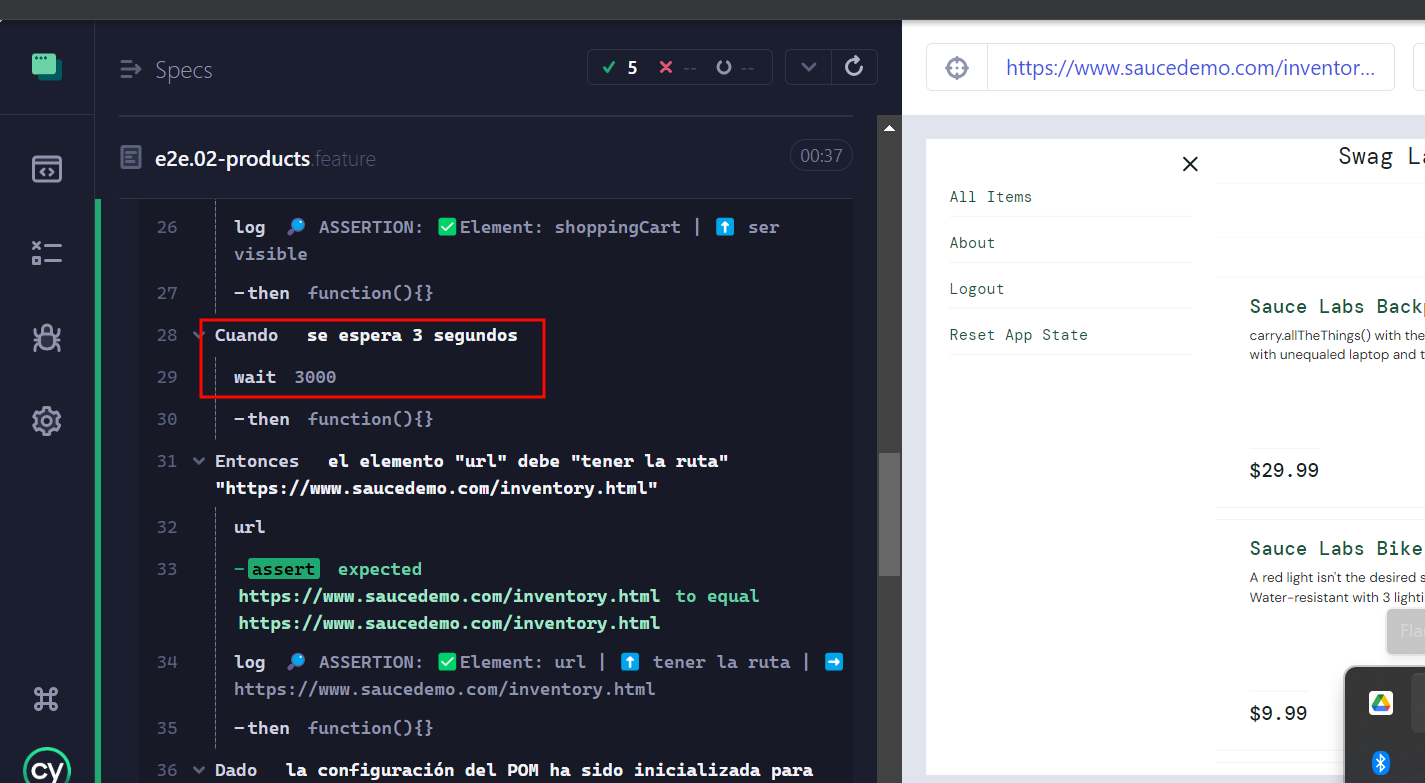 Specs
5
--
--
https://www.saucedemo.com/inventor...
e2e.02-products.feature
00:37
26 log ASSERTION: Element: shoppingCart | ser
visible
27 -then function(){}
28 Cuando se espera 3 segundos
29 wait 3000
30 -then function(){}
31 Entonces el elemento "url" debe "tener la ruta"
"https://www.saucedemo.com/inventory.html"
32 url
33 -assert expected
https://www.saucedemo.com/inventory.html to equal
https://www.saucedemo.com/inventory.html
34 log ASSERTION: Element: url | tener la ruta |
https://www.saucedemo.com/inventory.html
35 -then function(){}
36 Dado la configuración del POM ha sido inicializada para
cy
Swag La
All Items
About
Logout
Reset App State
Sauce Labs Backp
carry.allTheThings() with the
with unequaled laptop and t
$29.99
Sauce Labs Bike
A red light isn't the desired s
Water-resistant with 3 lighti
Fla
$9.99